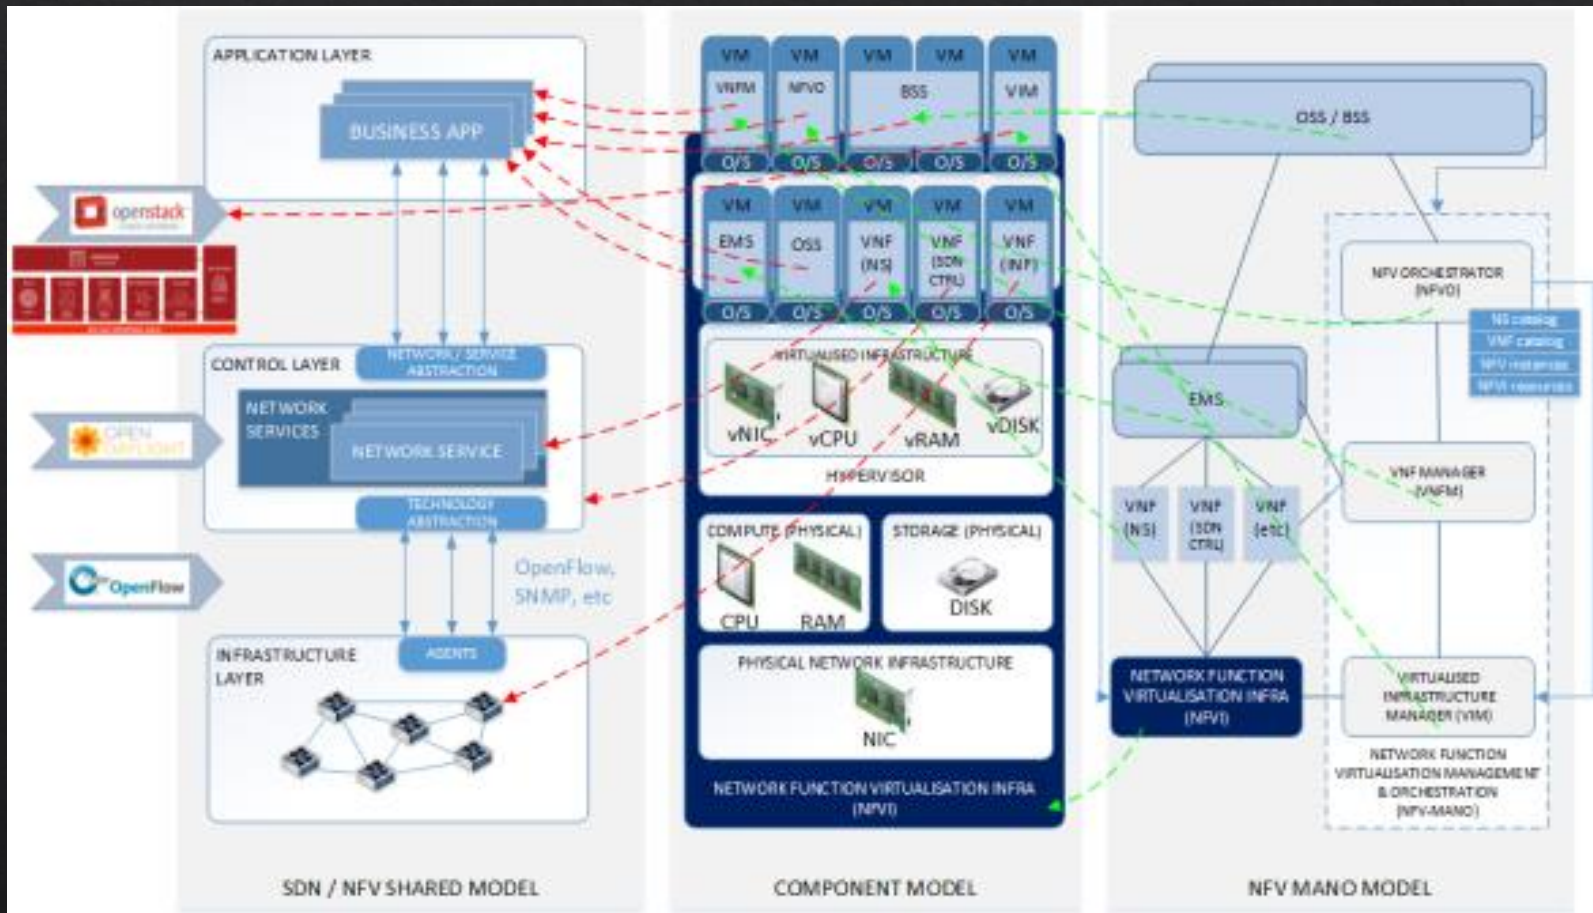 APPLICATION LAYER
BUSINESS APP
openstack
CONTROL LAYER
NETWORK / SERVICE
ABSTRACTION
NETWORK
SERVICES
NETWORK SERVICE
OPEN
DAYLIGHT
TECHNOLOGY
ABSTRACTION
OpenFlow
OpenFlow,
SNMP, etc
INFRASTRUCTURE
LAYER
AGENTS
SDN / NFV SHARED MODEL
VM
VM
VM
VM
VM
VNFM
NFVO
BSS
VIM
O/S
O/S
O/S
O/S
O/S
VM
VM
VM
VM
VM
EMS
OSS
VNF
(NS)
VNF
(SDN
CTRL)
VNF
(INF)
O/S
O/S
O/S
O/S
O/S
VIRTUALISED INFRASTRUCTURE
vNIC
vCPU
vRAM
vDISK
HYPERVISOR
COMPUTE (PHYSICAL)
CPU
RAM
STORAGE (PHYSICAL)
DISK
PHYSICAL NETWORK INFRASTRUCTURE
NIC
NETWORK FUNCTION VIRTUALISATION INFRA
(NFVI)
COMPONENT MODEL
OSS / BSS
NFV ORCHESTRATOR
(NFVO)
NS catalog
VNF catalog
NFV instances
NFVI resources
EMS
VNF MANAGER
(VNFM)
VNF
(NS)
VNF
(SDN
CTRL)
VNF
(etc)
NETWORK FUNCTION
VIRTUALISATION INFRA
(NFVI)
VIRTUALISED
INFRASTRUCTURE
MANAGER (VIM)
NETWORK FUNCTION
VIRTUALISATION MANAGEMENT
& ORCHESTRATION
(NFV-MANO)
NFV MANO MODEL